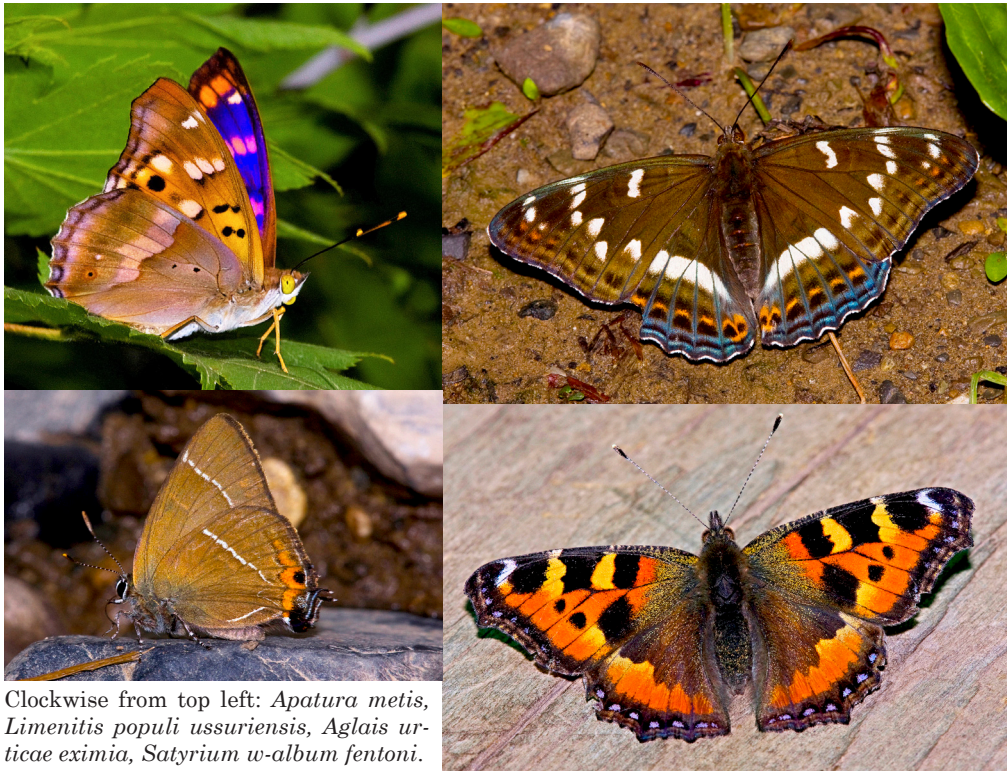 Clockwise from top left: Apatura metis,
Limenitis populi ussuriensis, Aglais ur-
ticae eximia, Satyrium w-album fentoni.